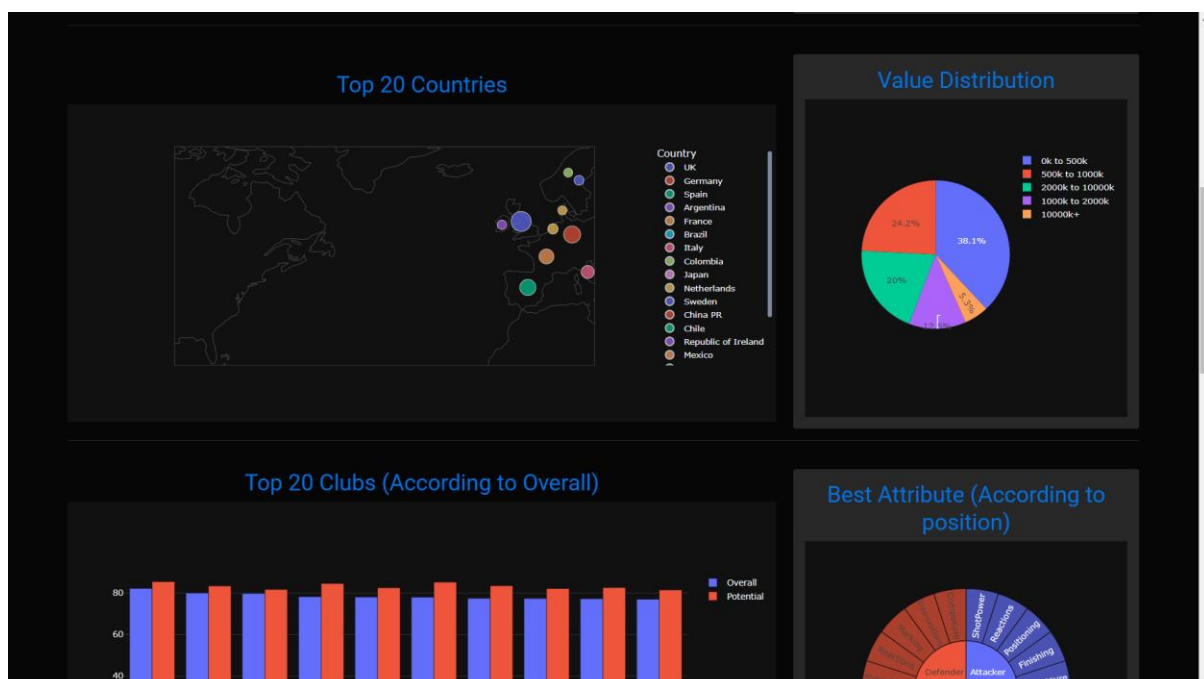 Top 20 Countries
Country
UK
Germany
Spain
Argentina
France
Brazil
Italy
Colombia
Japan
Netherlands
Sweden
China PR
Chile
Republic of Ireland
Mexico
Value Distribution
0k to 500k
500k to 1000k
2000k to 10000k
1000k to 2000k
10000k+
38.1%
24.2%
20%
5.3%
Top 20 Clubs (According to Overall)
80
60
40
Overall
Potential
Best Attribute (According to
position)
ShotPower
Reactions
Positioning
Finishing
Marking
Reactions
Defender
Attacker